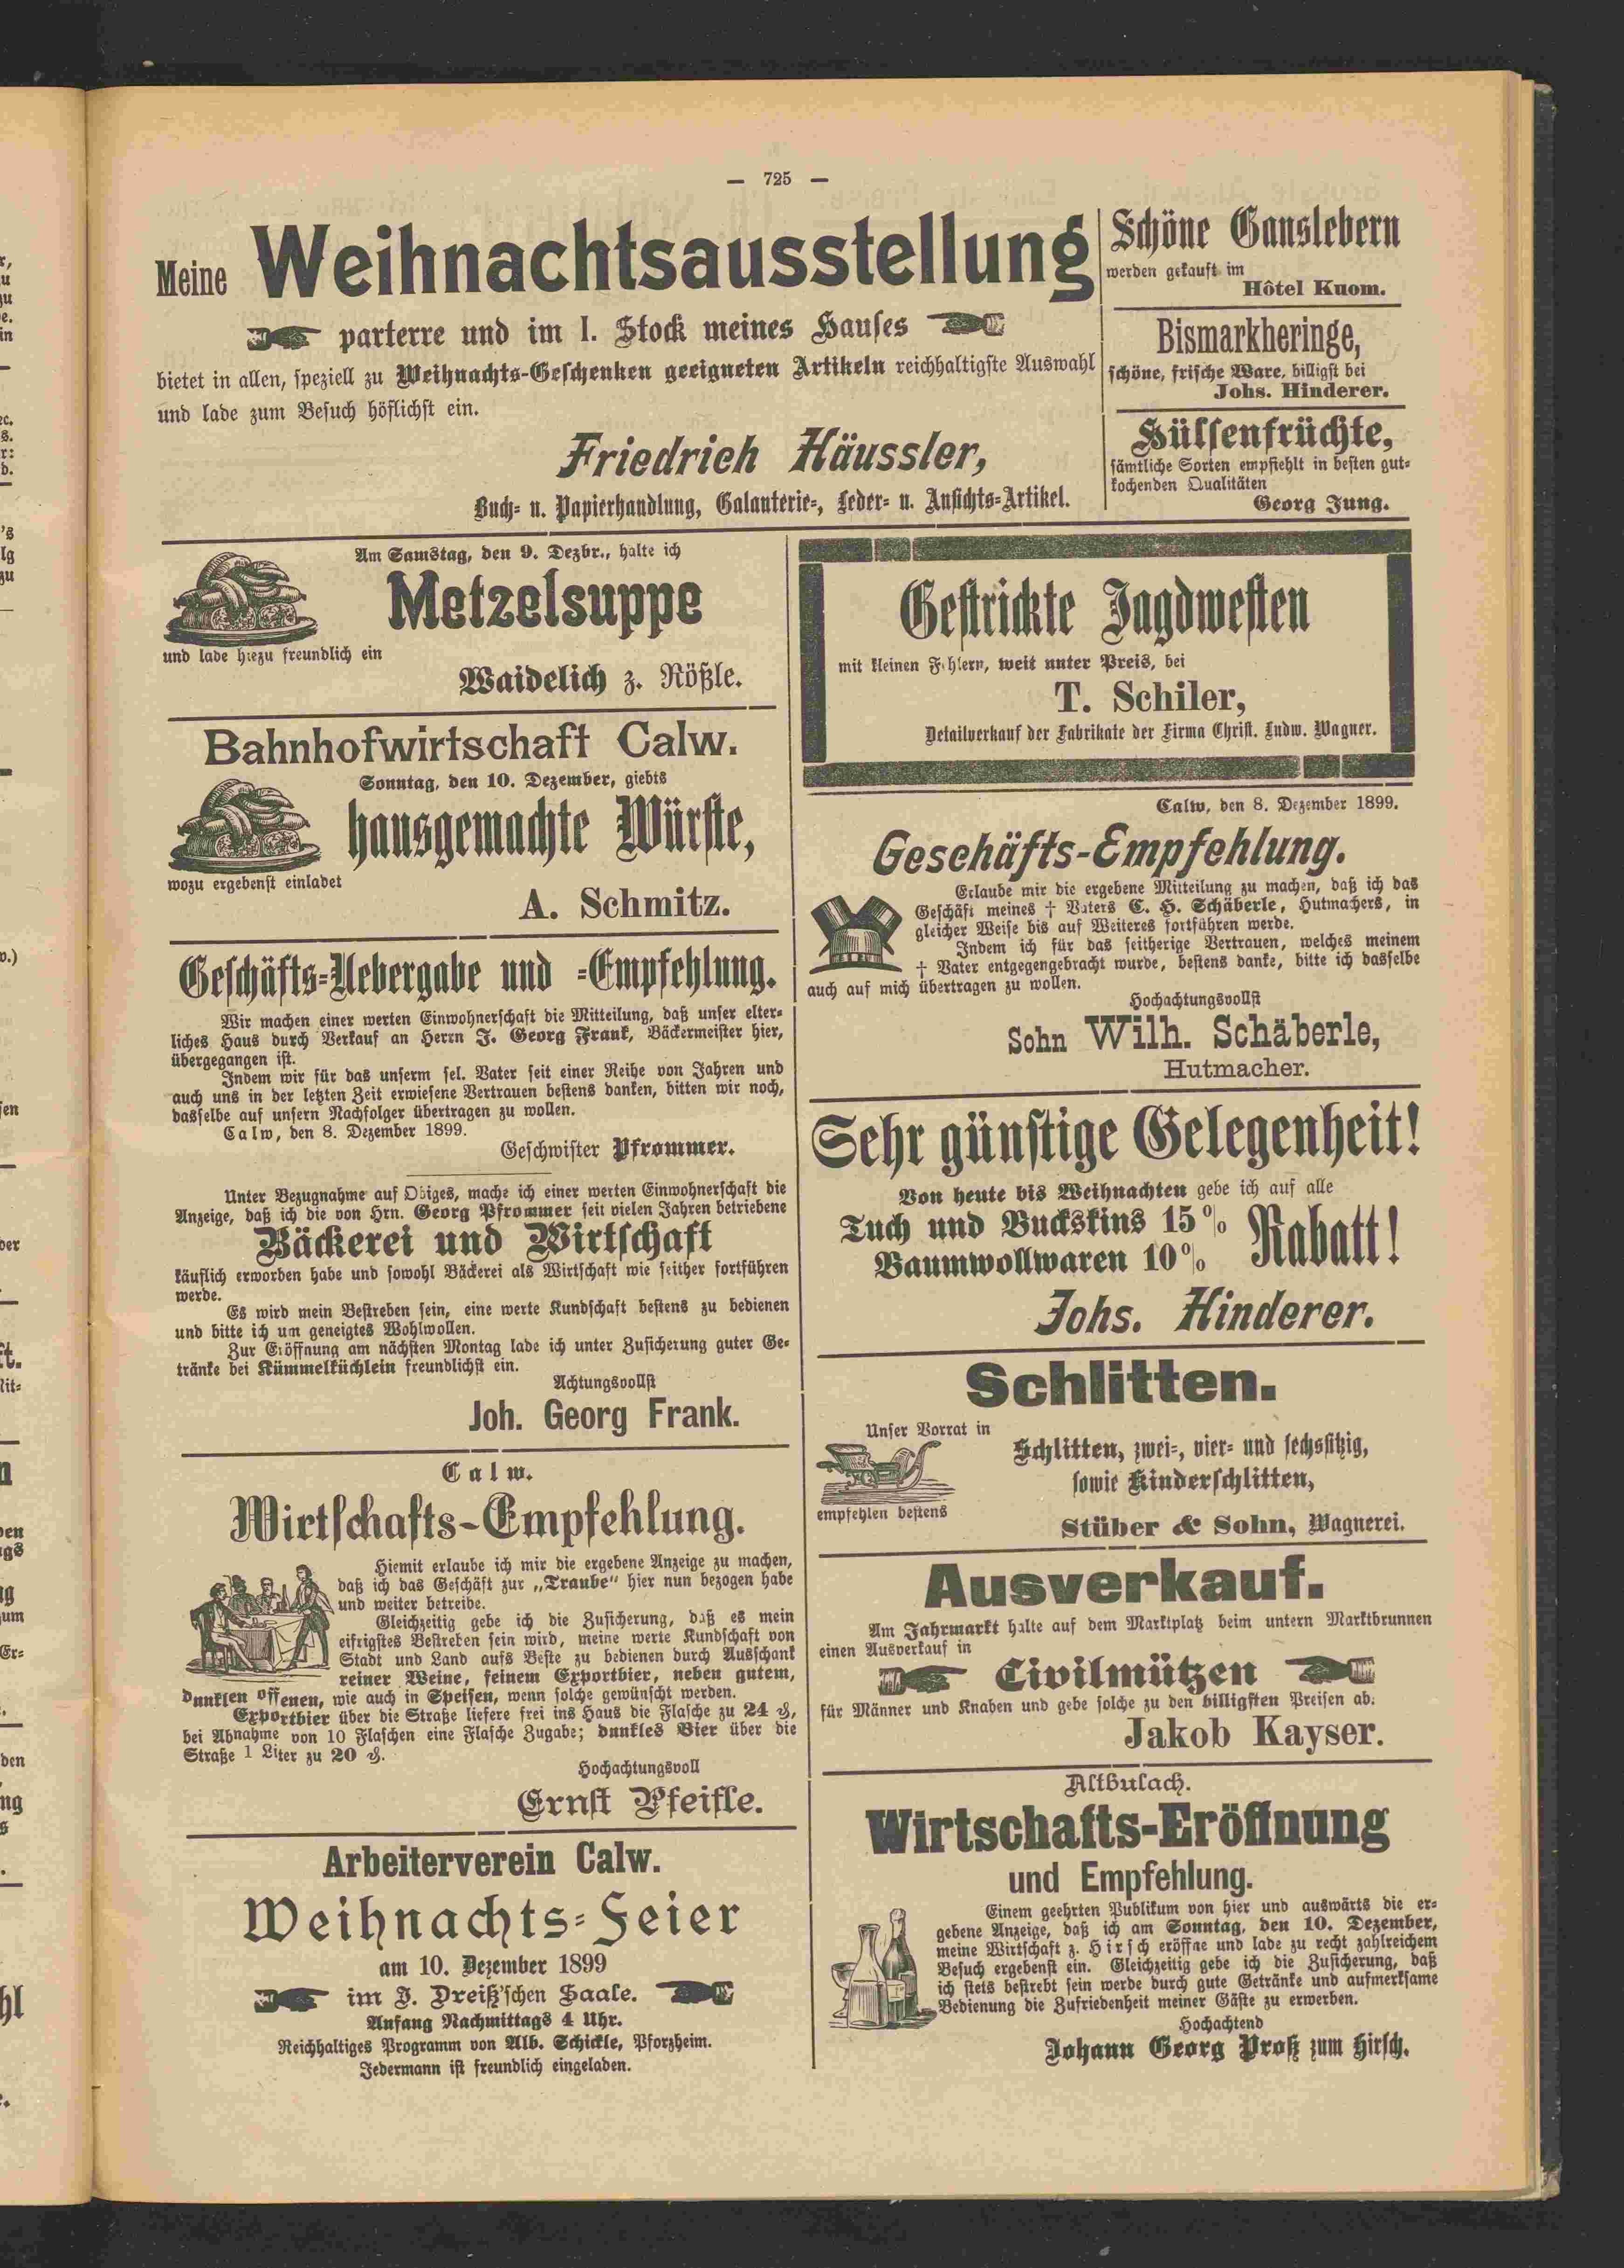 — 725 —
Meine Weihnachtsausstellung
parterre und im I. Stock meines Hauses
bietet in allen, speziell zu Weihnachts-Geschenken geeigneten Artikeln reichhaltigste Auswahl
und lade zum Besuch höflichst ein.
Friedrich Häussler,
Buch- u. Papierhandlung, Galanterie-, Leder- u. Ansichts-Artikel.
Schöne Ganslebern
werden gekauft im
Hôtel Kuom.
Bismarkheringe,
schöne, frische Ware, billigst bei
Johs. Hinderer.
Hülsenfrüchte,
sämtliche Sorten empfiehlt in besten gut-
kochenden Qualitäten
Georg Jung.
Am Samstag, den 9. Dezbr., halte ich
Metzelsuppe
und lade hiezu freundlich ein
Waidelich z. Rößle.
Bahnhofwirtschaft Calw.
Sonntag, den 10. Dezember, giebts
hausgemachte Würste,
wozu ergebenst einladet
A. Schmitz.
Geschäfts-Uebergabe und -Empfehlung.
Wir machen einer werten Einwohnerschaft die Mitteilung, daß unser elter-
liches Haus durch Verkauf an Herrn J. Georg Frank, Bäckermeister hier,
übergegangen ist.
Indem wir für das unserm sel. Vater seit einer Reihe von Jahren und
auch uns in der letzten Zeit erwiesene Vertrauen bestens danken, bitten wir noch,
dasselbe auf unsern Nachfolger übertragen zu wollen.
Calw, den 8. Dezember 1899.
Geschwister Pfrommer.
Unter Bezugnahme auf Obiges, mache ich einer werten Einwohnerschaft die
Anzeige, daß ich die von Hrn. Georg Pfrommer seit vielen Jahren betriebene
Bäckerei und Wirtschaft
käuflich erworben habe und sowohl Bäckerei als Wirtschaft wie seither fortführen
werde.
Es wird mein Bestreben sein, eine werte Kundschaft bestens zu bedienen
und bitte ich um geneigtes Wohlwollen.
Zur Eröffnung am nächsten Montag lade ich unter Zusicherung guter Ge-
tränke bei Kümmelküchlein freundlichst ein.
Achtungsvollst
Joh. Georg Frank.
Calw.
Wirtschafts-Empfehlung.
Hiemit erlaube ich mir die ergebene Anzeige zu machen,
daß ich das Geschäft zur „Traube" hier nun bezogen habe
und weiter betreibe.
Gleichzeitig gebe ich die Zusicherung, daß es mein
eifrigstes Bestreben sein wird, meine werte Kundschaft von
Stadt und Land aufs Beste zu bedienen durch Ausschank
reiner Weine, feinem Exportbier, neben gutem,
dunklen offenen, wie auch in Speisen, wenn solche gewünscht werden.
Exportbier über die Straße liefere frei ins Haus die Flasche zu 24 ₰,
bei Abnahme von 10 Flaschen eine Flasche Zugabe; dunkles Bier über die
Straße 1 Liter zu 20 ₰.
Hochachtungsvoll
Ernst Pfeifle.
Arbeiterverein Calw.
Weihnachts-Feier
am 10. Dezember 1899
im J. Dreiß'schen Saale.
Anfang Nachmittags 4 Uhr.
Reichhaltiges Programm von Alb. Schickle, Pforzheim.
Jedermann ist freundlich eingeladen.
Gestrickte Jagdwesten
mit kleinen Fehlern, weit unter Preis, bei
T. Schiler,
Detailverkauf der Fabrikate der Firma Christ. Ludw. Wagner.
Calw, den 8. Dezember 1899.
Geschäfts-Empfehlung.
Erlaube mir die ergebene Mitteilung zu machen, daß ich das
Geschäft meines † Vaters C. H. Schäberle, Hutmachers, in
gleicher Weise bis auf Weiteres fortführen werde.
Indem ich für das seitherige Vertrauen, welches meinem
† Vater entgegengebracht wurde, bestens danke, bitte ich dasselbe
auch auf mich übertragen zu wollen.
Hochachtungsvollst
Sohn Wilh. Schäberle,
Hutmacher.
Sehr günstige Gelegenheit!
Von heute bis Weihnachten gebe ich auf alle
Tuch und Buckskins 15% Rabatt!
Baumwollwaren 10%
Johs. Hinderer.
Schlitten.
Unser Vorrat in
Schlitten, zwei-, vier- und sechssitzig,
sowie Kinderschlitten,
empfehlen bestens
Stüber & Sohn, Wagnerei.
Ausverkauf.
Am Jahrmarkt halte auf dem Marktplatz beim untern Marktbrunnen
einen Ausverkauf in
Civilmützen
für Männer und Knaben und gebe solche zu den billigsten Preisen ab.
Jakob Kayser.
Altbulach.
Wirtschafts-Eröffnung
und Empfehlung.
Einem geehrten Publikum von hier und auswärts die er-
gebene Anzeige, daß ich am Sonntag, den 10. Dezember,
meine Wirtschaft z. Hirsch eröffne und lade zu recht zahlreichem
Besuch ergebenst ein. Gleichzeitig gebe ich die Zusicherung, daß
ich stets bestrebt sein werde durch gute Getränke und aufmerksame
Bedienung die Zufriedenheit meiner Gäste zu erwerben.
Hochachtend
Johann Georg Proß zum Hirsch.